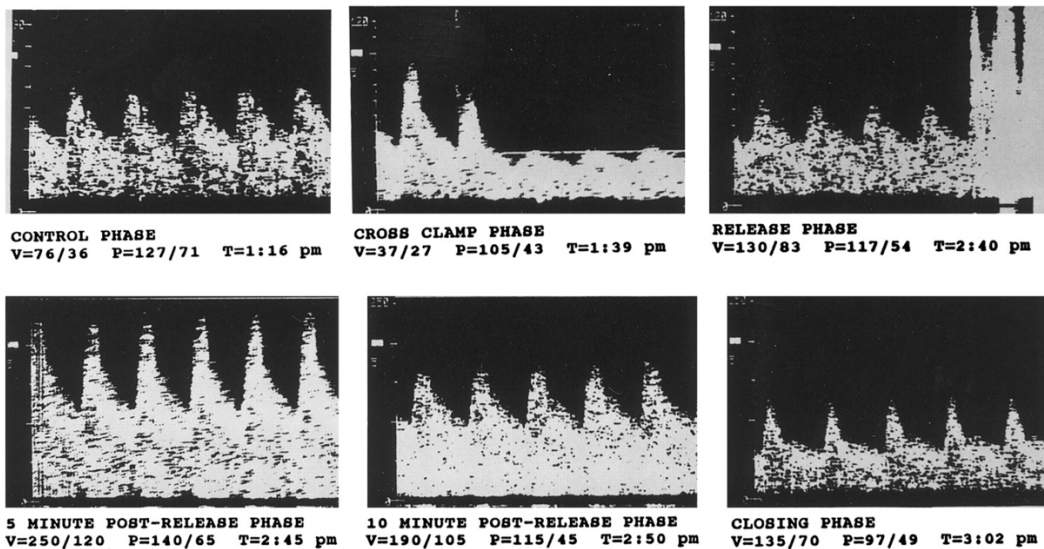 120
CONTROL PHASE
V=76/36 P=127/71 T=1:16 pm
CROSS CLAMP PHASE
V=37/27 P=105/43 T=1:39 pm
RELEASE PHASE
V=130/83 P=117/54 T=2:40 pm
250
5 MINUTE POST-RELEASE PHASE
V=250/120 P=140/65 T=2:45 pm
10 MINUTE POST-RELEASE PHASE
V=190/105 P=115/45 T=2:50 pm
CLOSING PHASE
V=135/70 P=97/49 T=3:02 pm